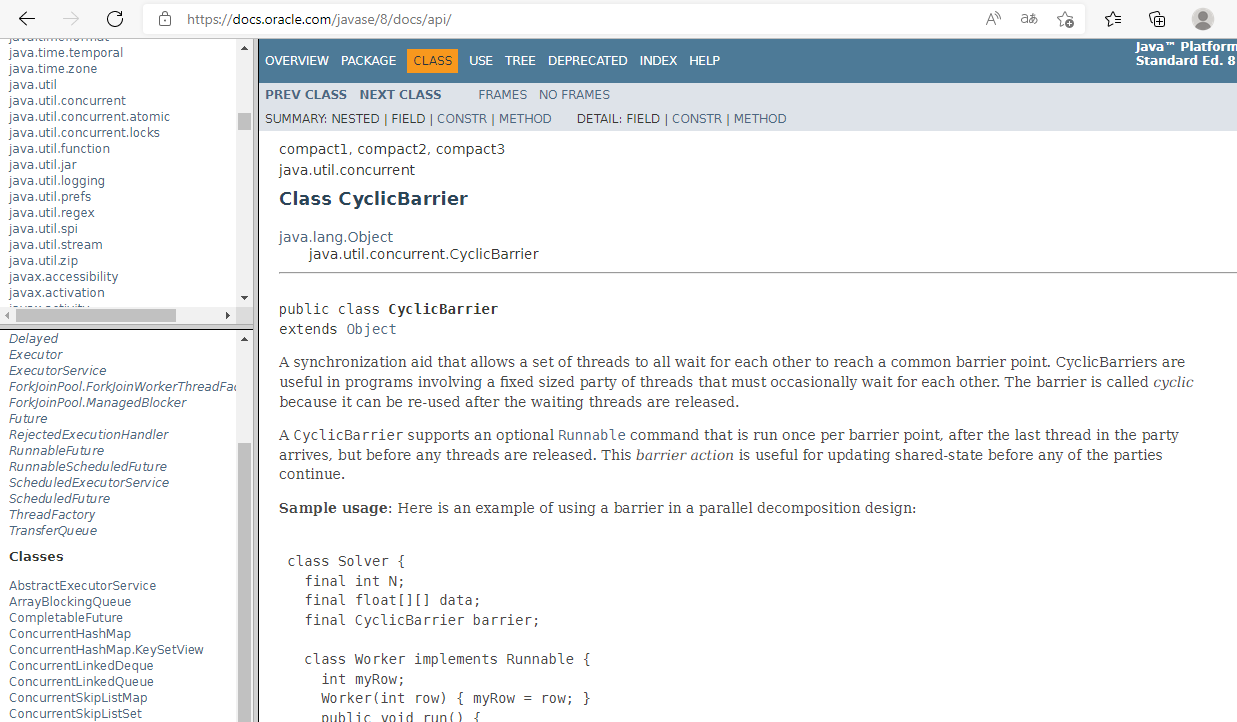 https://docs.oracle.com/javase/8/docs/api/
java.time.temporal
java.time.zone
java.util
java.util.concurrent
java.util.concurrent.atomic
java.util.concurrent.locks
java.util.function
java.util.jar
java.util.logging
java.util.prefs
java.util.regex
java.util.spi
java.util.stream
java.util.zip
javax.accessibility
javax.activation
Delayed
Executor
ExecutorService
ForkJoinPool.ForkJoinWorkerThreadFac
ForkJoinPool.ManagedBlocker
Future
RejectedExecutionHandler
RunnableFuture
RunnableScheduledFuture
ScheduledExecutorService
ScheduledFuture
ThreadFactory
TransferQueue
Classes
AbstractExecutorService
ArrayBlockingQueue
CompletableFuture
ConcurrentHashMap
ConcurrentHashMap.KeySetView
ConcurrentLinkedDeque
ConcurrentLinkedQueue
ConcurrentSkipListMap
ConcurrentSkipListSet
OVERVIEW PACKAGE CLASS USE TREE DEPRECATED INDEX HELP
Java™ Platform
Standard Ed. 8
PREV CLASS NEXT CLASS FRAMES NO FRAMES
SUMMARY: NESTED | FIELD | CONSTR | METHOD DETAIL: FIELD | CONSTR | METHOD
compact1, compact2, compact3
java.util.concurrent
Class CyclicBarrier
java.lang.Object
java.util.concurrent.CyclicBarrier
public class CyclicBarrier
extends Object
A synchronization aid that allows a set of threads to all wait for each other to reach a common barrier point. CyclicBarriers are
useful in programs involving a fixed sized party of threads that must occasionally wait for each other. The barrier is called cyclic
because it can be re-used after the waiting threads are released.
A CyclicBarrier supports an optional Runnable command that is run once per barrier point, after the last thread in the party
arrives, but before any threads are released. This barrier action is useful for updating shared-state before any of the parties
continue.
Sample usage: Here is an example of using a barrier in a parallel decomposition design:
class Solver {
final int N;
final float[][] data;
final CyclicBarrier barrier;
class Worker implements Runnable {
int myRow;
Worker(int row) { myRow = row; }
public void run() {